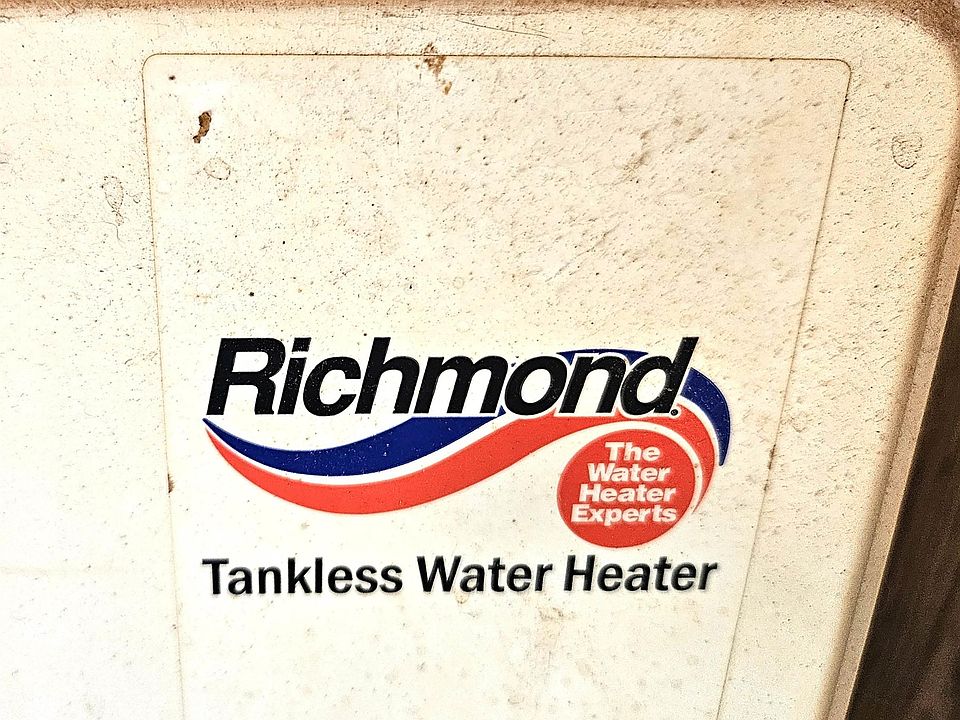 Richmond.
The
Water
Heater
Experts
Tankless Water Heater